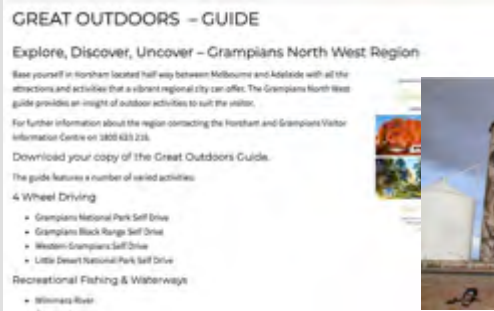 GREAT OUTDOORS – GUIDE
Explore, Discover, Uncover – Grampians North West Region
Base yourself in Horsham located half way between Melbourne and Adelaide with all the
attractions and activities that a vibrant regional city can offer. The Grampians North West
guide provides an insight of outdoor activities to suit the visitor.
For further information about the region contacting the Horsham and Grampians Visitor
Information Centre on 1800 633 218.
Download your copy of the Great Outdoors Guide.
The guide features a number of varied activities:
4 Wheel Driving
• Grampians National Park Self Drive
• Grampians Black Range Self Drive
• Western Grampians Self Drive
• Little Desert National Park Self Drive
Recreational Fishing & Waterways
• Wimmera River